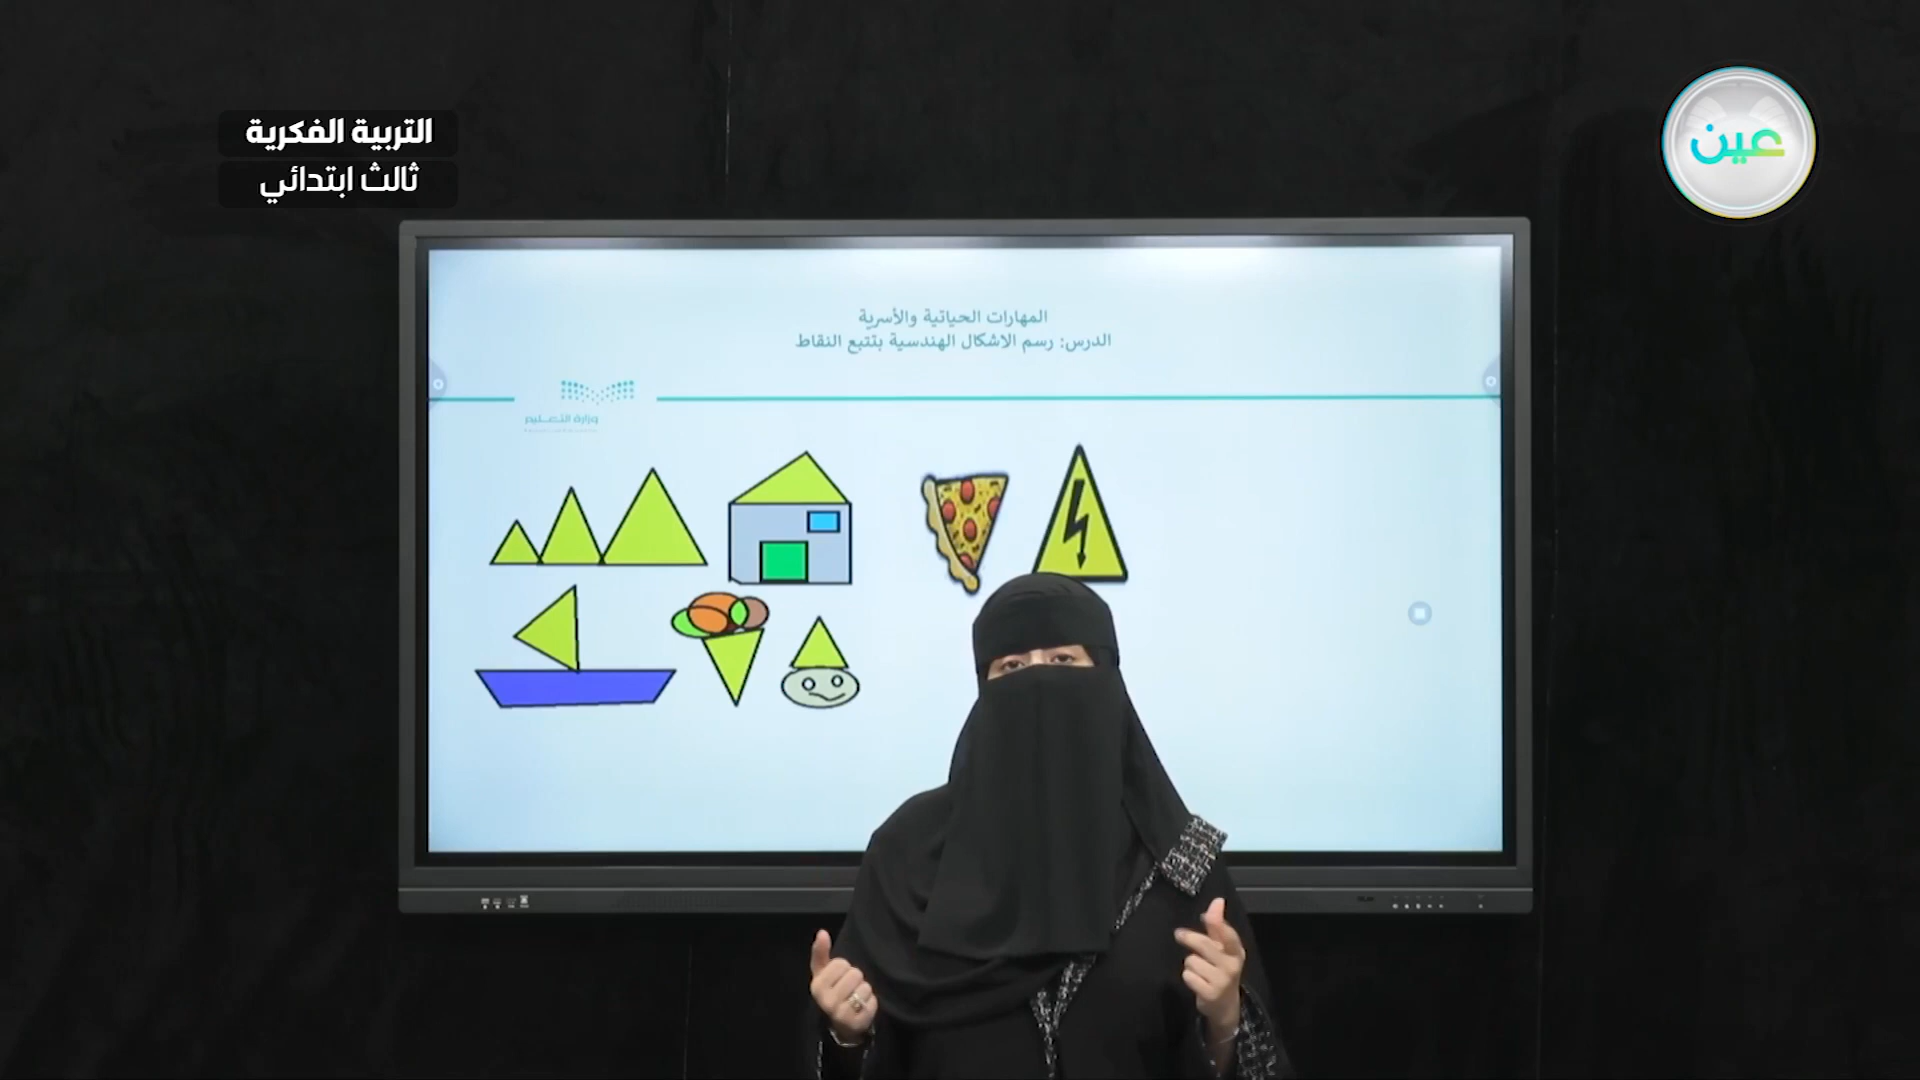 التربية الفكرية
ثالث ابتدائي
عين
المهارات الحياتية والأسرية
الدرس: رسم الاشكال الهندسية بتتبع النقاط
وزارة التعليم